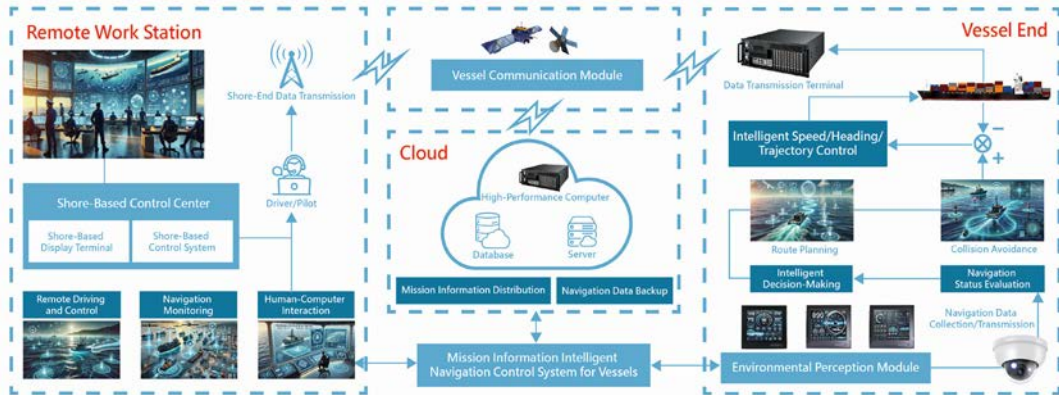 Remote Work Station
Shore-End Data Transmission
Driver/Pilot
Shore-Based Control Center
Shore-Based
Display Terminal
Shore-Based
Control System
Remote Driving
and Control
Navigation
Monitoring
Human-Computer
Interaction
Vessel Communication Module
Cloud
High-Performance Computer
Database
Server
Mission Information Distribution
Navigation Data Backup
Mission Information Intelligent
Navigation Control System for Vessels
Vessel End
Data Transmission Terminal
Intelligent Speed/Heading/
Trajectory Control
−
+
Route Planning
Collision Avoidance
Intelligent
Decision-Making
Navigation
Status Evaluation
Navigation Data
Collection/Transmission
Environmental Perception Module